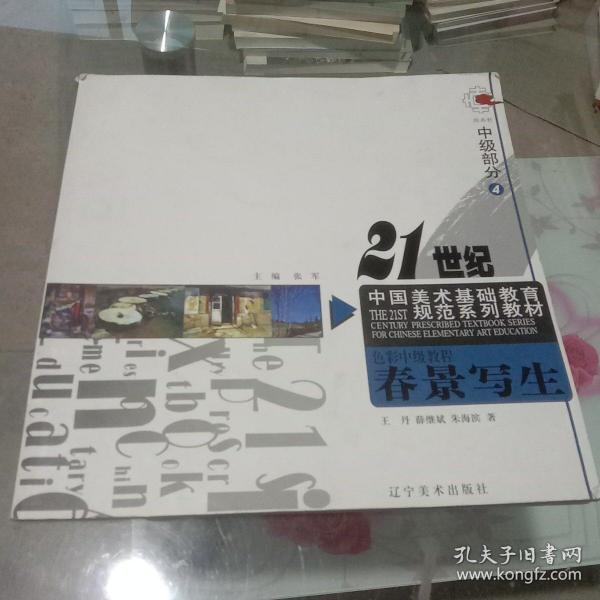 中级部分
4
21世纪
主编 张军
中国美术基础教育
THE 21ST 规范系列教材
CENTURY PRESCRIBED TEXTBOOK SERIES
FOR CHINESE ELEMENTARY ART EDUCATION
色彩中级教程
春景写生
王 丹 薛继斌 朱海滨 著
辽宁美术出版社
孔夫子旧书网
www.kongfz.com